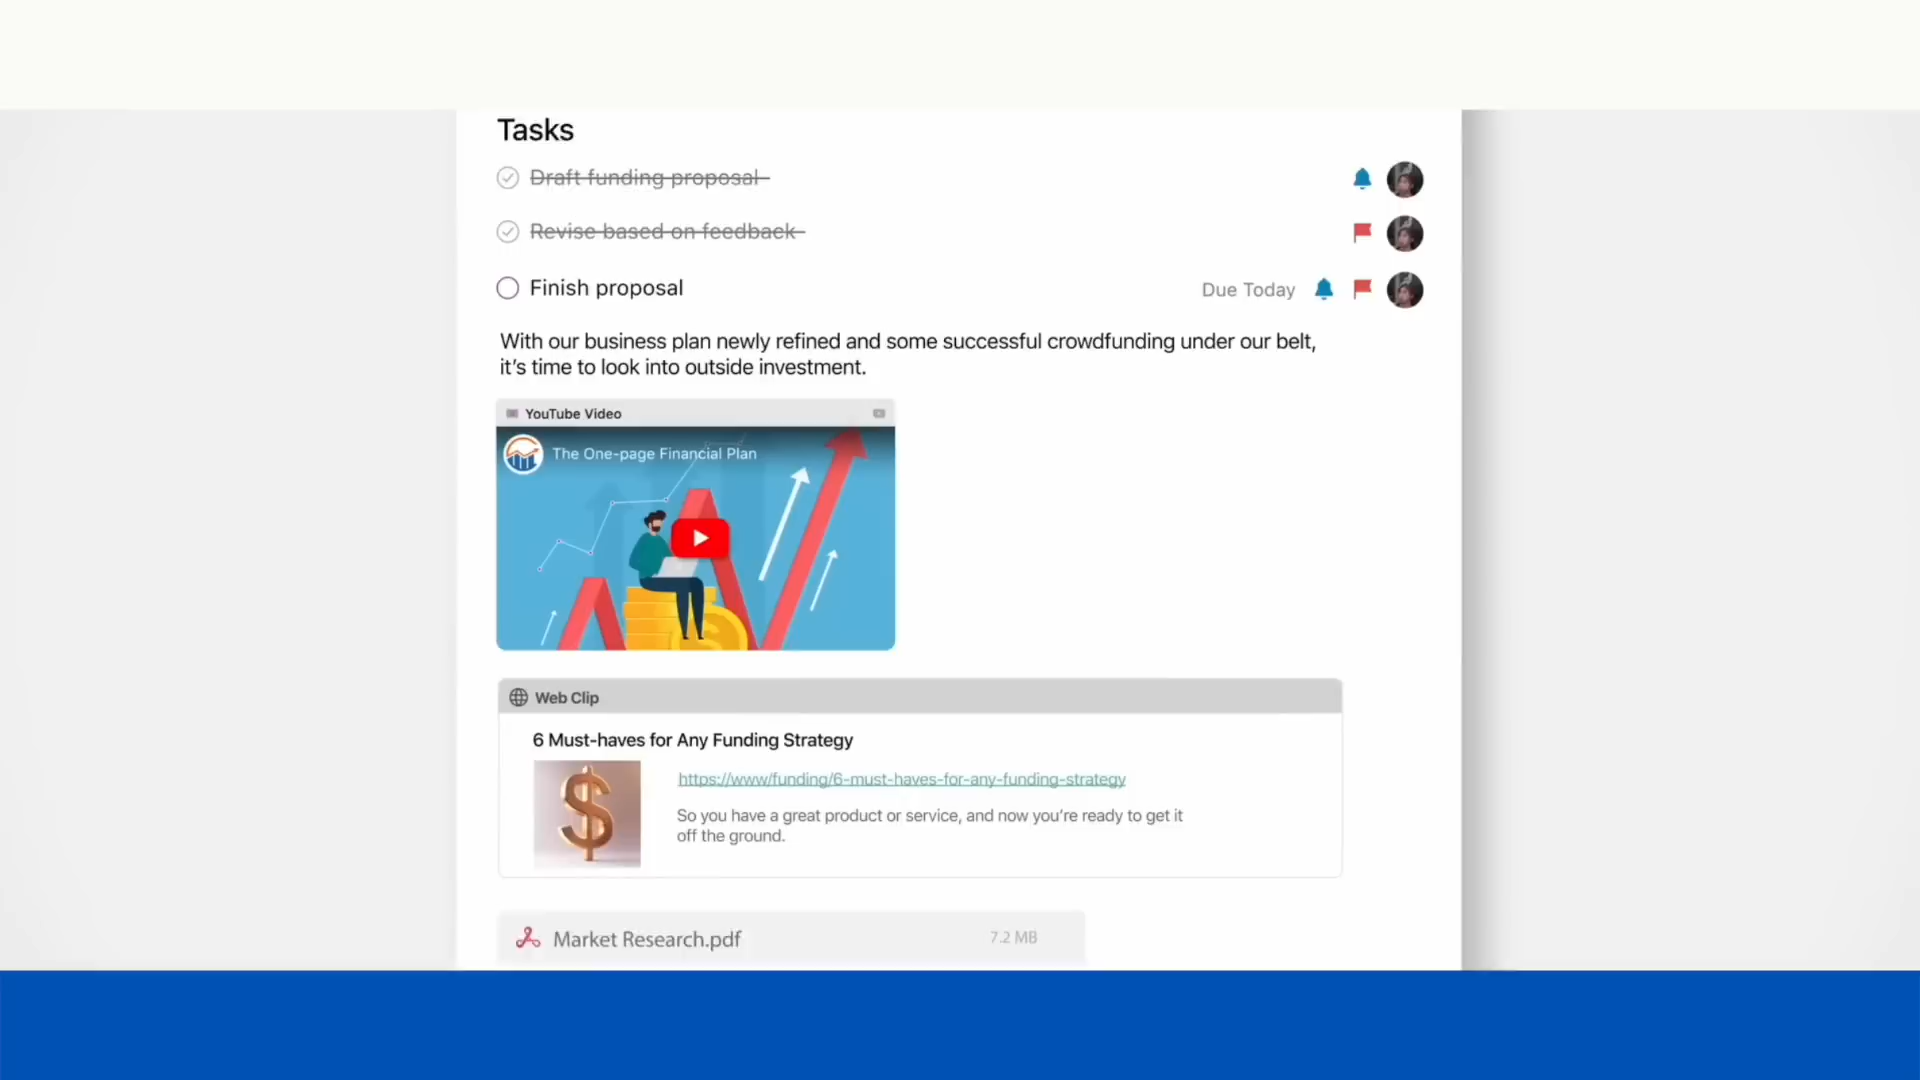 Tasks
Draft funding proposal
Revise based on feedback
Finish proposal
Due Today
With our business plan newly refined and some successful crowdfunding under our belt,
it’s time to look into outside investment.
YouTube Video
The One-page Financial Plan
Web Clip
6 Must-haves for Any Funding Strategy
https://www/funding/6-must-haves-for-any-funding-strategy
So you have a great product or service, and now you’re ready to get it
off the ground.
Market Research.pdf
7.2 MB